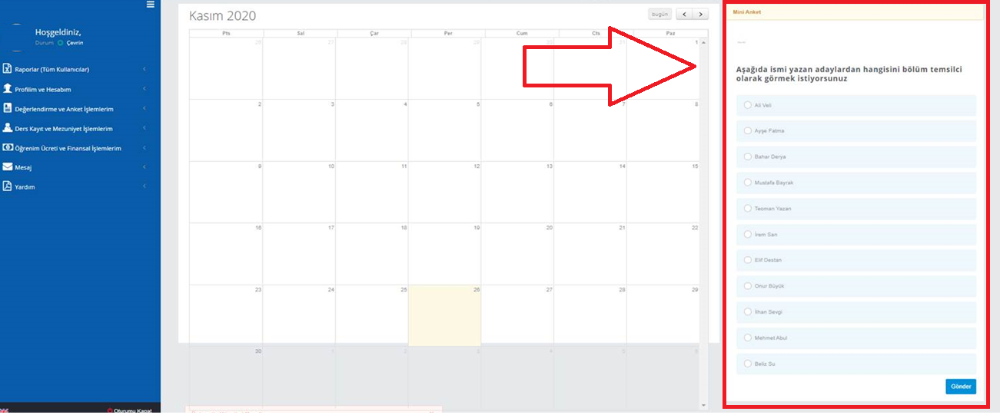 Hoşgeldiniz,
Durum Çevrin
Raporlar (Tüm Kullanıcılar)
Profilim ve Hesabım
Değerlendirme ve Anket İşlemlerim
Ders Kayıt ve Mezuniyet İşlemlerim
Öğrenim Ücreti ve Finansal İşlemlerim
Mesaj
Yardım
Oturumu Kapat
Kasım 2020
bugün
Pts Sal Çar Per Cum Cts Paz
26 27 28 29 1
2 3 4 5 6 7 8
9 10 11 12 13 14 15
16 17 18 19 20 21 22
23 24 25 26 27 28 29
30 1 2 3 4 5 6
Mini Anket
Aşağıda ismi yazan adaylardan hangisini bölüm temsilci
olarak görmek istiyorsunuz
Ali Veli
Ayşe Fatma
Bahar Derya
Mustafa Bayrak
Teoman Yazan
İrem Sarı
Elif Destan
Onur Büyük
İlhan Sevgi
Mehmet Abul
Beliz Su
Gönder